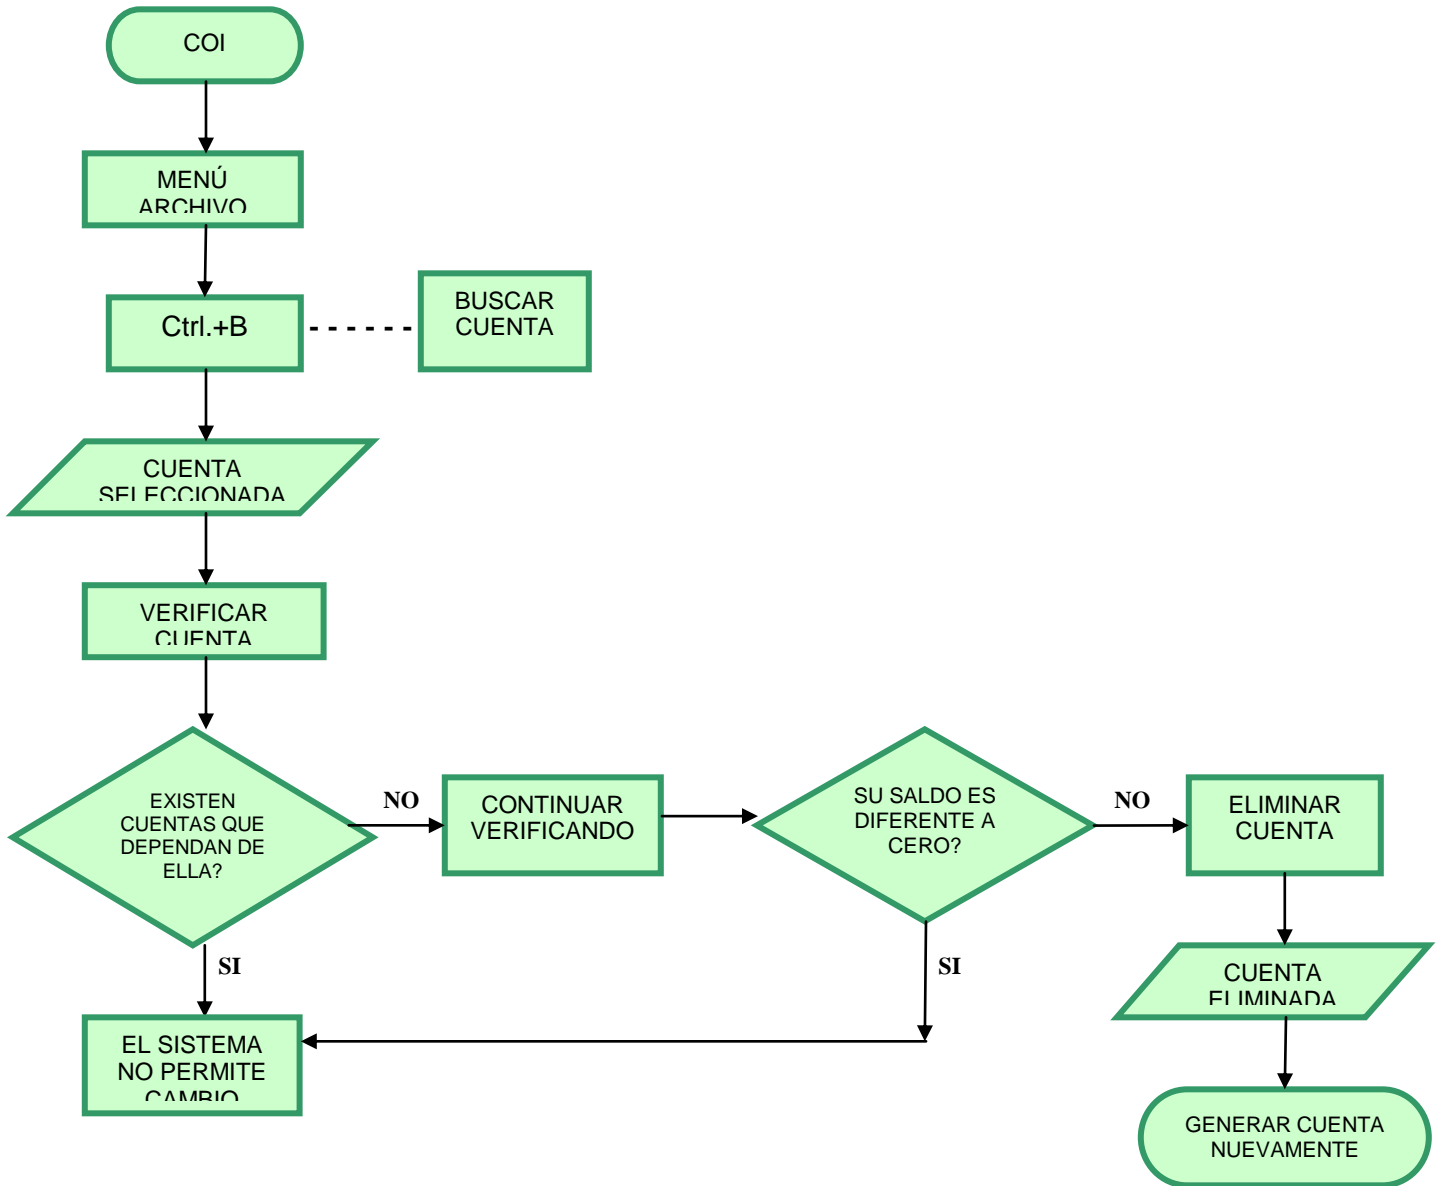 COI
MENÚ
ARCHIVO
Ctrl.+B
BUSCAR
CUENTA
CUENTA
SELECCIONADA
VERIFICAR
CUENTA
EXISTEN
CUENTAS QUE
DEPENDAN DE
ELLA?
NO
CONTINUAR
VERIFICANDO
SU SALDO ES
DIFERENTE A
CERO?
NO
ELIMINAR
CUENTA
SI
SI
CUENTA
ELIMINADA
EL SISTEMA
NO PERMITE
CAMBIO
GENERAR CUENTA
NUEVAMENTE